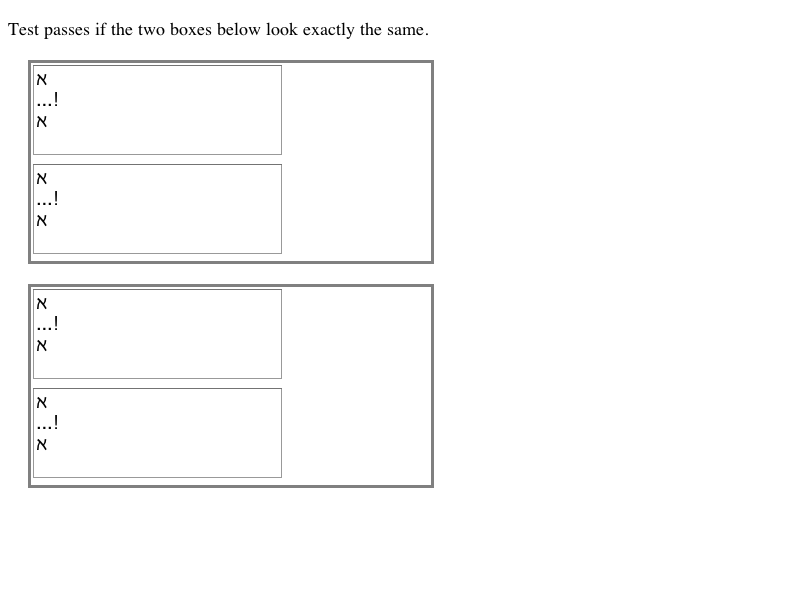 Test passes if the two boxes below look exactly the same.
א
...!
א
א
...!
א
א
...!
א
א
...!
א